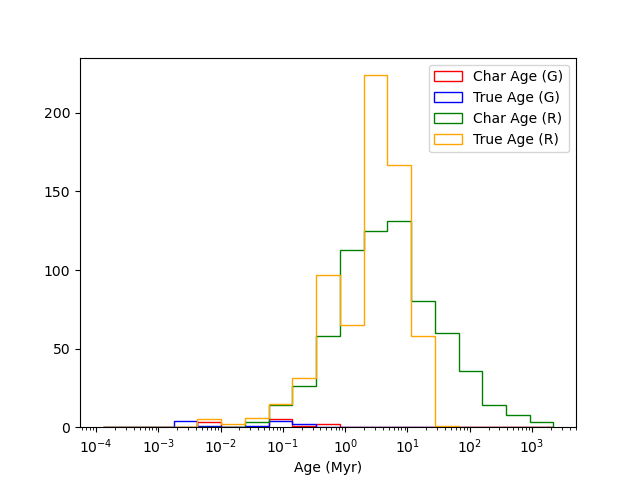 Char Age (G)
True Age (G)
Char Age (R)
True Age (R)
200
150
100
50
0
10⁻⁴ 10⁻³ 10⁻² 10⁻¹ 10⁰ 10¹ 10² 10³
Age (Myr)